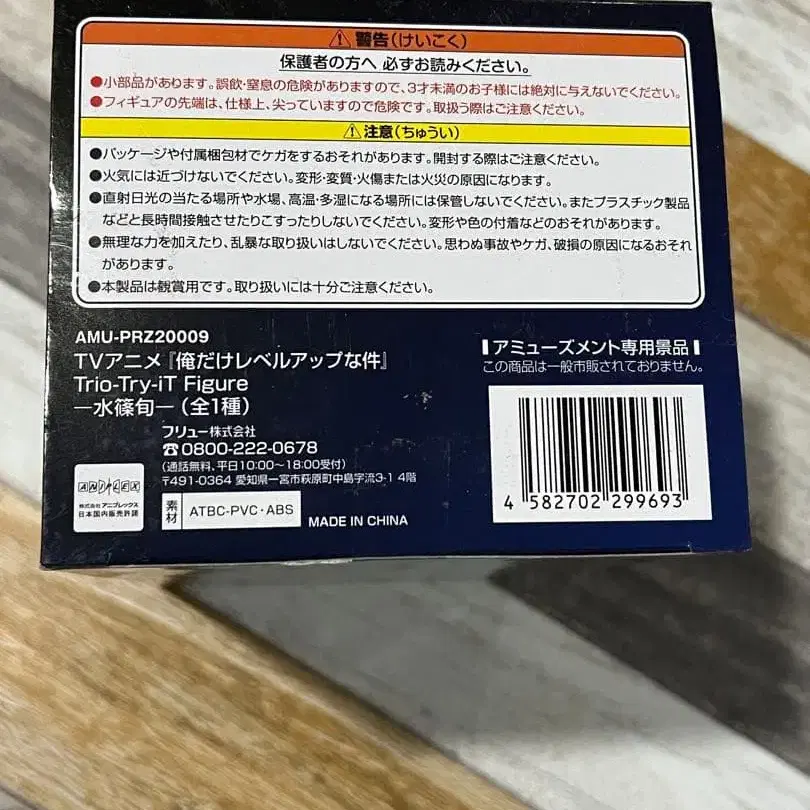 ⚠警告(けいこく)
保護者の方へ 必ずお読みください。
●小部品があります。誤飲・窒息の危険がありますので、3才未満のお子様には絶対に与えないでください。
●フィギュアの先端は、仕様上、尖っていますので危険です。取扱う際はご注意ください。
⚠注意(ちゅうい)
●パッケージや付属梱包材でケガをするおそれがあります。開封する際はご注意ください。
●火気には近づけないでください。変形・変質・火傷または火災の原因になります。
●直射日光の当たる場所や水場、高温・多湿になる場所には保管しないでください。またプラスチック製品
などと長時間接触させたりこすったりしないでください。変形や色の付着などのおそれがあります。
●無理な力を加えたり、乱暴な取り扱いはしないでください。思わぬ事故やケガ、破損の原因になるおそれ
があります。
●本製品は観賞用です。取り扱いには十分ご注意ください。
AMU-PRZ20009
TVアニメ『俺だけレベルアップな件』
Trio-Try-iT Figure
―水篠旬―(全1種)
アミューズメント専用景品
この商品は一般市販されておりません。
フリュー株式会社
☎0800-222-0678
(通話無料、平日10:00~18:00受付)
〒491-0364 愛知県一宮市萩原町中島字流3-1 4階
ANIPLEX
株式会社 アニプレックス
日本国内販売許諾
素材
ATBC-PVC・ABS
MADE IN CHINA
4 582702 299693